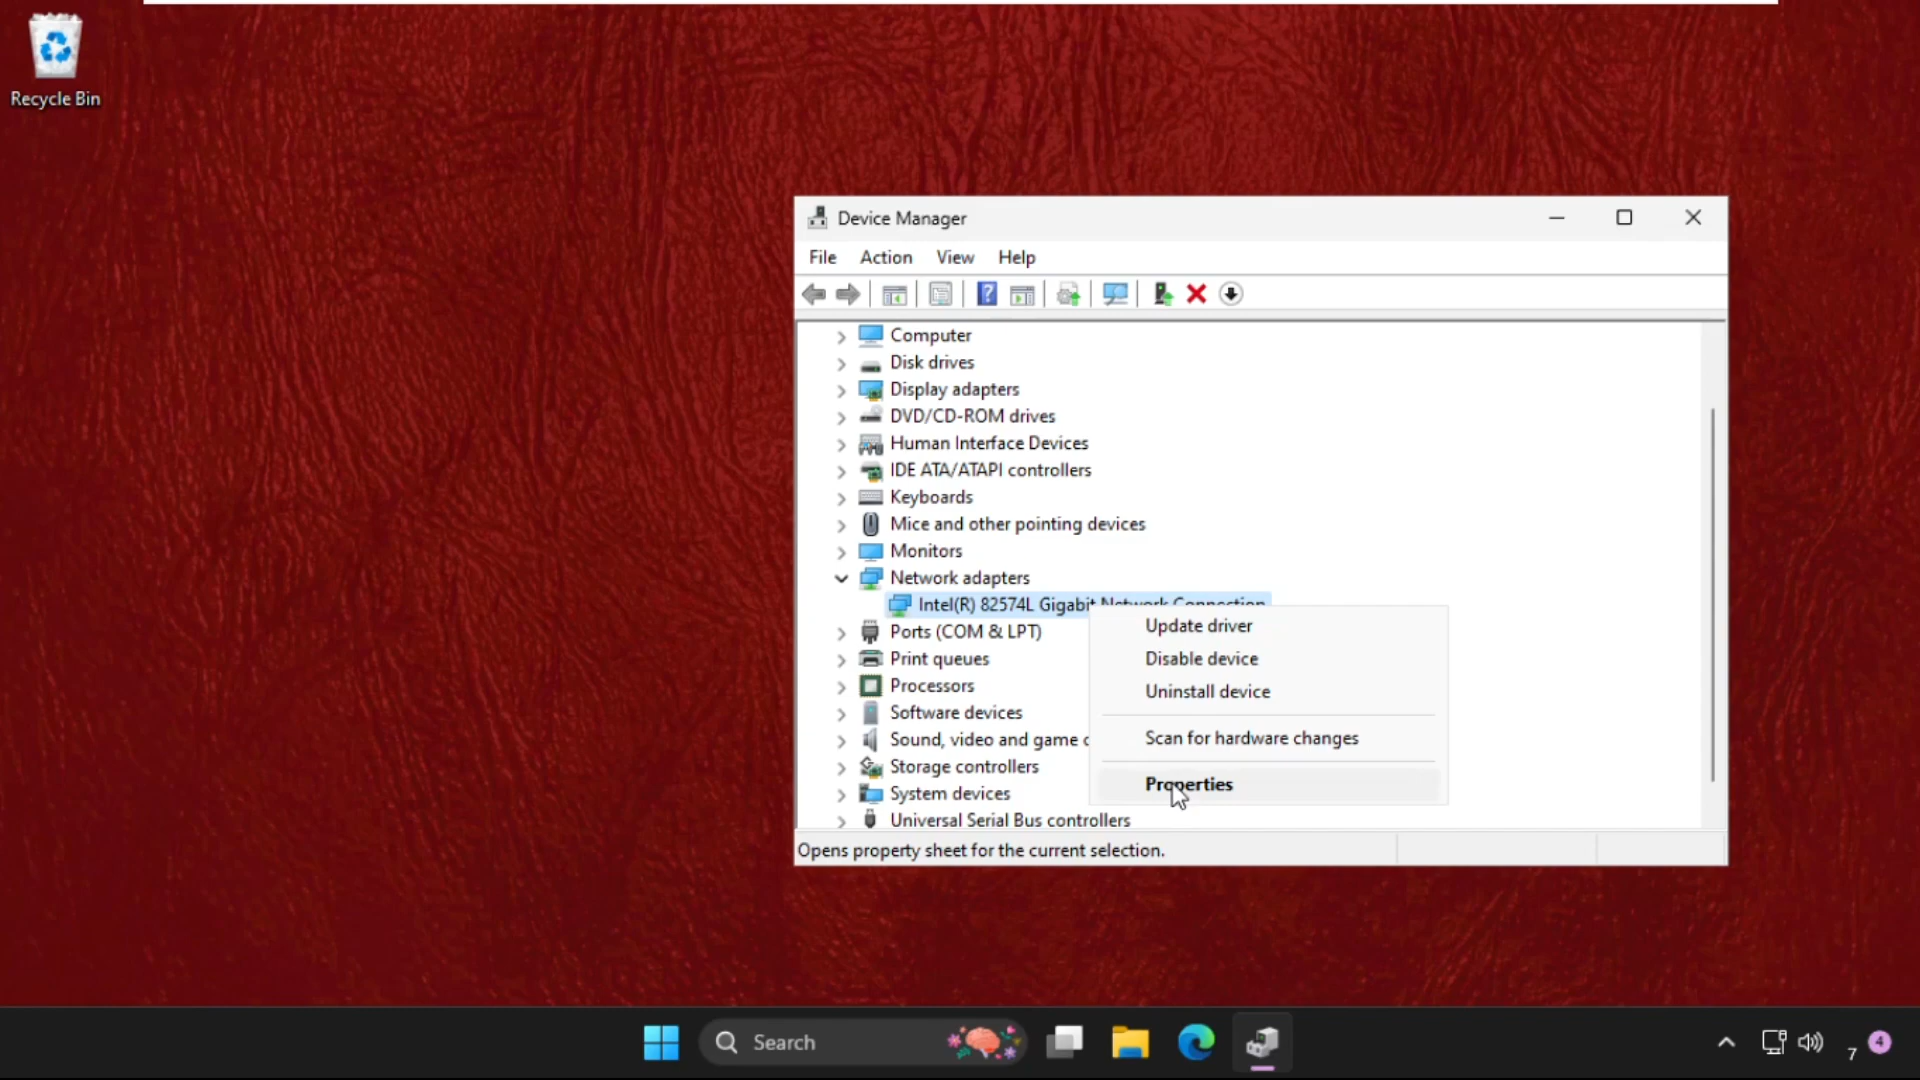 Recycle Bin
Device Manager
File Action View Help
Computer
Disk drives
Display adapters
DVD/CD-ROM drives
Human Interface Devices
IDE ATA/ATAPI controllers
Keyboards
Mice and other pointing devices
Monitors
Network adapters
Intel(R) 82574L Gigabit Network Connection
Ports (COM & LPT)
Print queues
Processors
Software devices
Sound, video and game
Storage controllers
System devices
Universal Serial Bus controllers
Update driver
Disable device
Uninstall device
Scan for hardware changes
Properties
Opens property sheet for the current selection.
Search
7
4